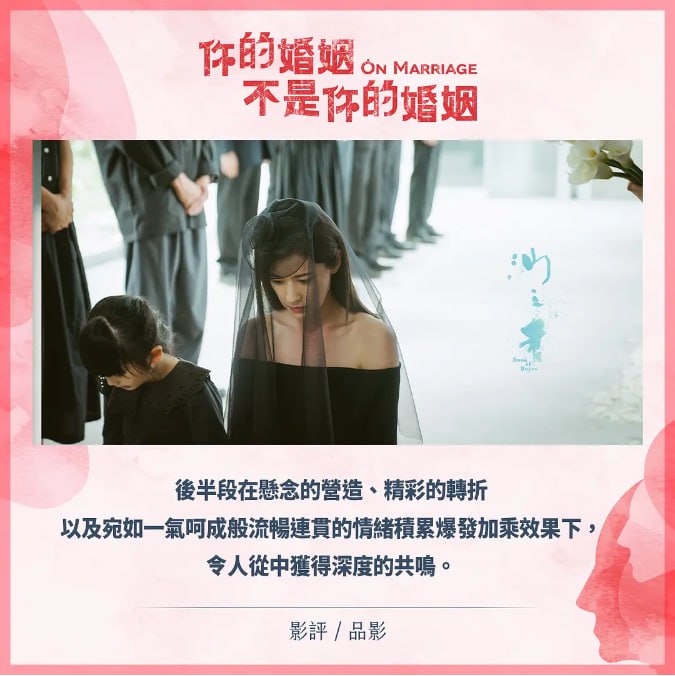 你的婚姻 ON MARRIAGE
不是你的婚姻
後半段在懸念的營造、精彩的轉折
以及宛如一氣呵成般流暢連貫的情緒積累爆發加乘效果下，
令人從中獲得深度的共鳴。
影評 / 品影